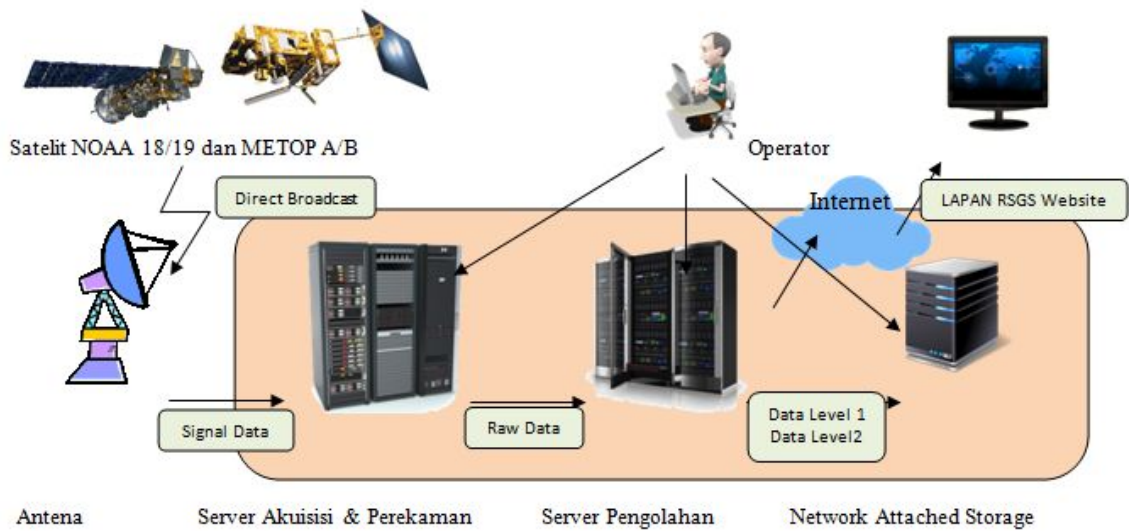 Satelit NOAA 18/19 dan METOP A/B
Operator
Direct Broadcast
Internet
LAPAN RSGS Website
Signal Data
Raw Data
Data Level 1
Data Level2
Antena
Server Akuisisi & Perekaman
Server Pengolahan
Network Attached Storage